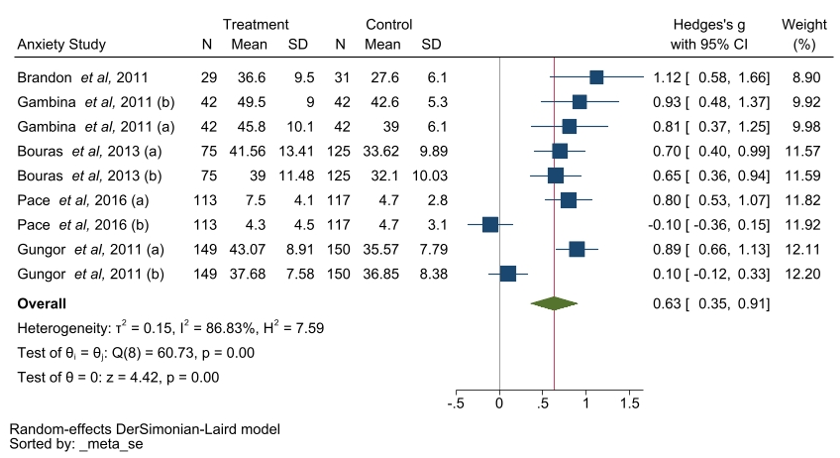 Treatment Control Hedges's g Weight
Anxiety Study N Mean SD N Mean SD with 95% CI (%)
Brandon et al, 2011 29 36.6 9.5 31 27.6 6.1 1.12 [ 0.58, 1.66] 8.90
Gambina et al, 2011 (b) 42 49.5 9 42 42.6 5.3 0.93 [ 0.48, 1.37] 9.92
Gambina et al, 2011 (a) 42 45.8 10.1 42 39 6.1 0.81 [ 0.37, 1.25] 9.98
Bouras et al, 2013 (a) 75 41.56 13.41 125 33.62 9.89 0.70 [ 0.40, 0.99] 11.57
Bouras et al, 2013 (b) 75 39 11.48 125 32.1 10.03 0.65 [ 0.36, 0.94] 11.59
Pace et al, 2016 (a) 113 7.5 4.1 117 4.7 2.8 0.80 [ 0.53, 1.07] 11.82
Pace et al, 2016 (b) 113 4.3 4.5 117 4.7 3.1 -0.10 [ -0.36, 0.15] 11.92
Gungor et al, 2011 (a) 149 43.07 8.91 150 35.57 7.79 0.89 [ 0.66, 1.13] 12.11
Gungor et al, 2011 (b) 149 37.68 7.58 150 36.85 8.38 0.10 [ -0.12, 0.33] 12.20
Overall 0.63 [ 0.35, 0.91]
Heterogeneity: τ² = 0.15, I² = 86.83%, H² = 7.59
Test of θᵢ = θⱼ: Q(8) = 60.73, p = 0.00
Test of θ = 0: z = 4.42, p = 0.00
-.5 0 .5 1 1.5
Random-effects DerSimonian-Laird model
Sorted by: _meta_se